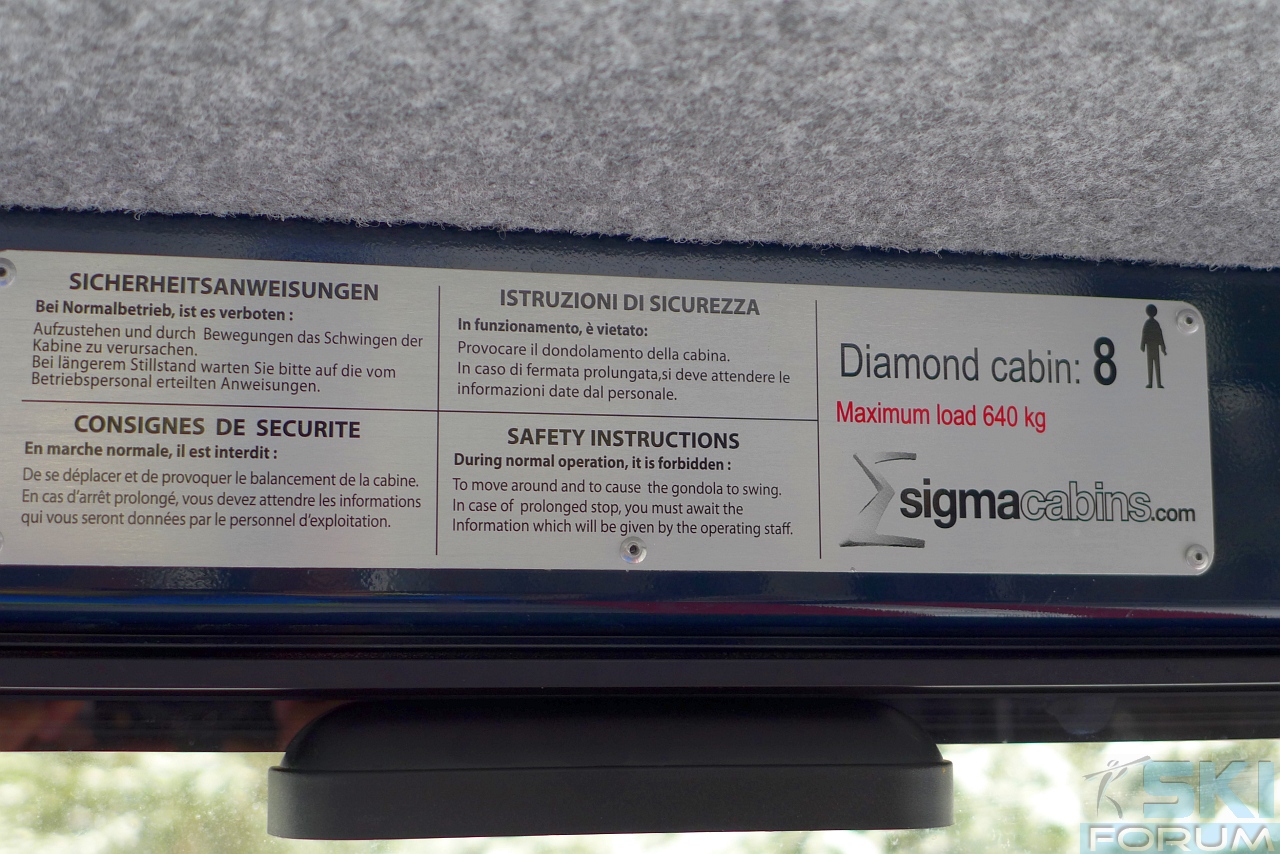 SICHERHEITSANWEISUNGEN
Bei Normalbetrieb, ist es verboten :
Aufzustehen und durch Bewegungen das Schwingen der
Kabine zu verursachen.
Bei längerem Stillstand warten Sie bitte auf die vom
Betriebspersonal erteilten Anweisungen.
ISTRUZIONI DI SICUREZZA
In funzionamento, è vietato:
Provocare il dondolamento della cabina.
In caso di fermata prolungata,si deve attendere le
informazioni date dal personale.
CONSIGNES DE SECURITE
En marche normale, il est interdit :
De se déplacer et de provoquer le balancement de la cabine.
En cas d'arrêt prolongé, vous devez attendre les informations
qui vous seront données par le personnel d'exploitation.
SAFETY INSTRUCTIONS
During normal operation, it is forbidden :
To move around and to cause the gondola to swing.
In case of prolonged stop, you must await the
Information which will be given by the operating staff.
Diamond cabin: 8
Maximum load 640 kg
sigmacabins.com
SKI
FORUM